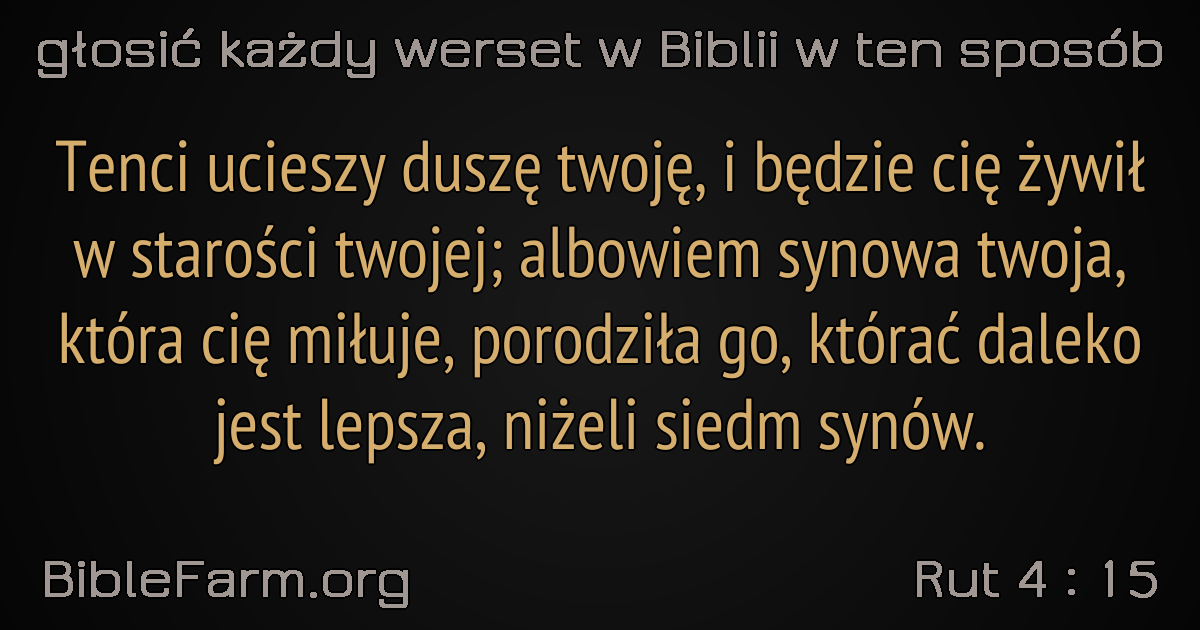 głosić każdy werset w Biblii w ten sposób
Tenci ucieszy duszę twoję, i będzie cię żywił
w starości twojej; albowiem synowa twoja,
która cię miłuje, porodziła go, którać daleko
jest lepsza, niżeli siedm synów.
BibleFarm.org
Rut 4 : 15